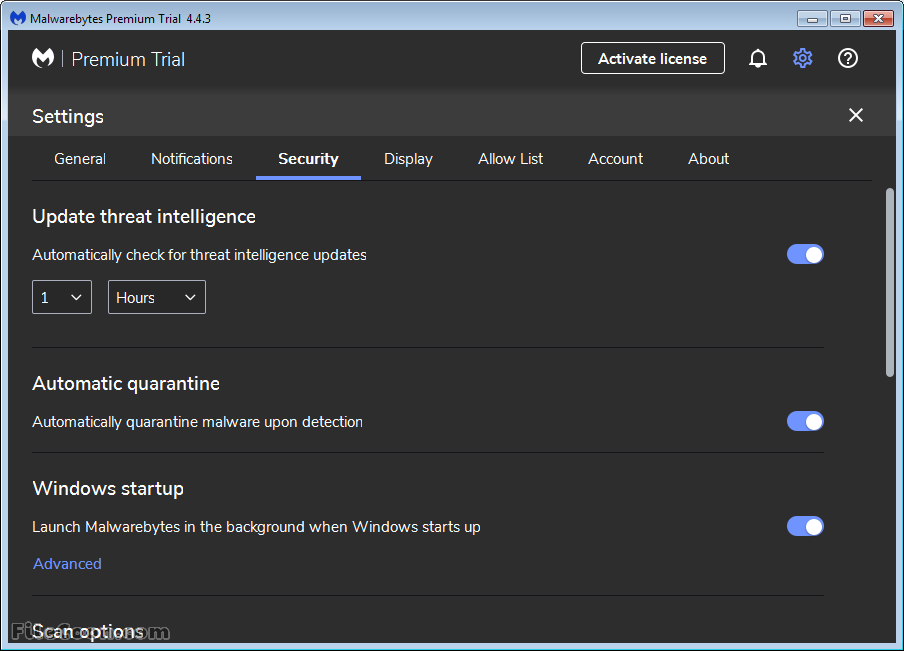 Malwarebytes Premium Trial 4.4.3
Premium Trial
Activate license
Settings
General Notifications Security Display Allow List Account About
Update threat intelligence
Automatically check for threat intelligence updates
1 Hours
Automatic quarantine
Automatically quarantine malware upon detection
Windows startup
Launch Malwarebytes in the background when Windows starts up
Advanced
Scan options